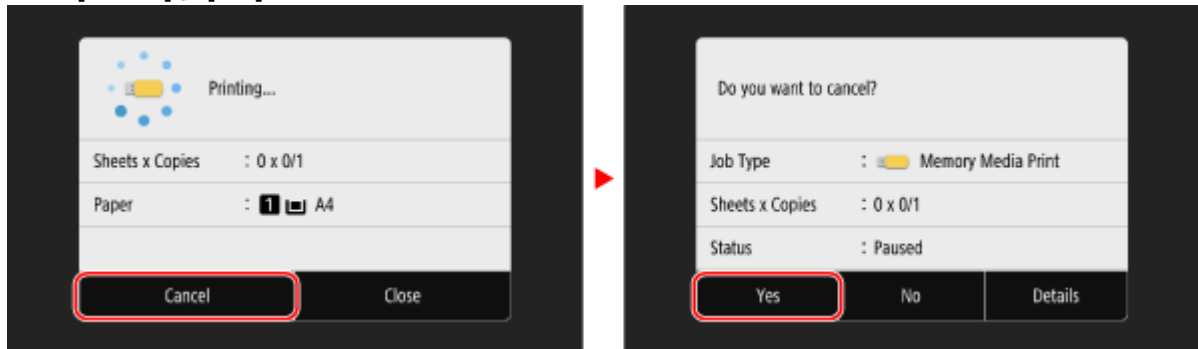 Printing...
Sheets x Copies : 0 x 0/1
Paper : 1 A4
Cancel Close
Do you want to cancel?
Job Type : Memory Media Print
Sheets x Copies : 0 x 0/1
Status : Paused
Yes No Details